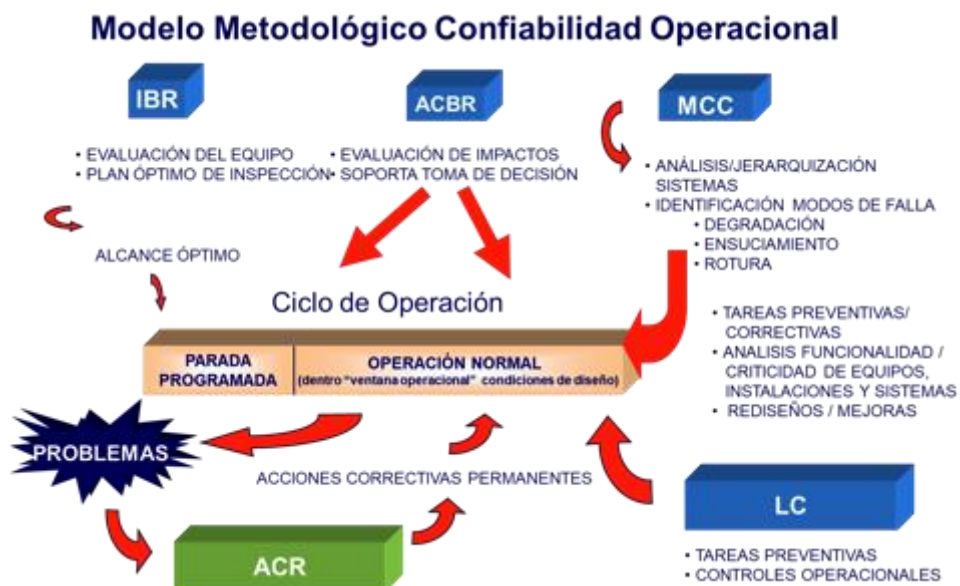 Modelo Metodológico Confiabilidad Operacional
IBR
• EVALUACIÓN DEL EQUIPO
• PLAN ÓPTIMO DE INSPECCIÓN
ALCANCE ÓPTIMO
ACBR
• EVALUACIÓN DE IMPACTOS
• SOPORTA TOMA DE DECISIÓN
MCC
• ANÁLISIS/JERARQUIZACIÓN
SISTEMAS
• IDENTIFICACIÓN MODOS DE FALLA
• DEGRADACIÓN
• ENSUCIAMIENTO
• ROTURA
• TAREAS PREVENTIVAS/
CORRECTIVAS
• ANALISIS FUNCIONALIDAD /
CRITICIDAD DE EQUIPOS,
INSTALACIONES Y SISTEMAS
• REDISEÑOS / MEJORAS
Ciclo de Operación
PARADA
PROGRAMADA
OPERACIÓN NORMAL
(dentro "ventana operacional" condiciones de diseño)
PROBLEMAS
ACCIONES CORRECTIVAS PERMANENTES
ACR
LC
• TAREAS PREVENTIVAS
• CONTROLES OPERACIONALES